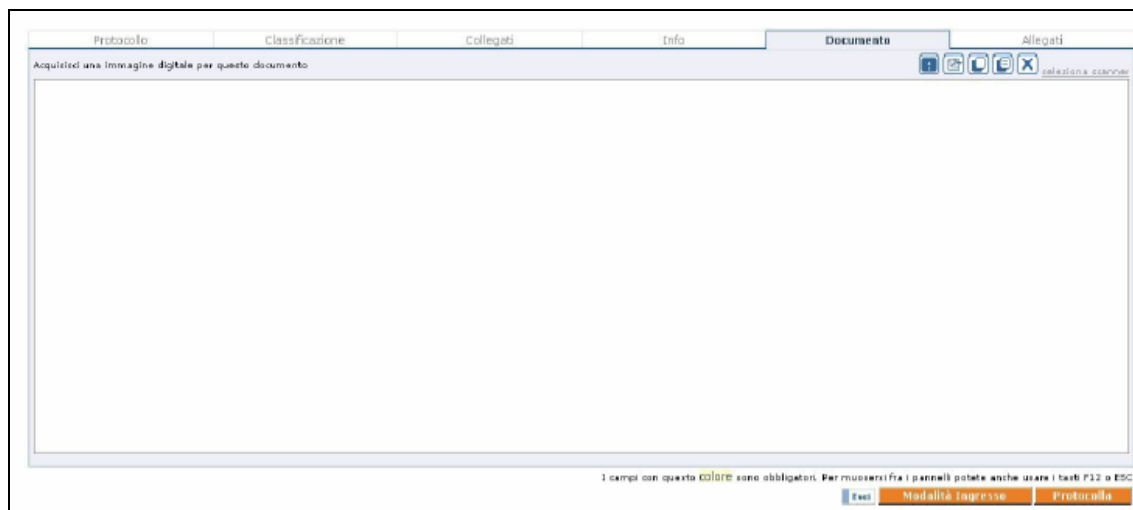 Protocollo Classificazione Collegati Info Documento Allegati
Acquisisci una immagine digitale per questo documento seleziona scanner
I campi con questo colore sono obbligatori. Per muoversi fra i pannelli potete anche usare i tasti F12 o ESC
Esci Modalità Ingresso Protocolla